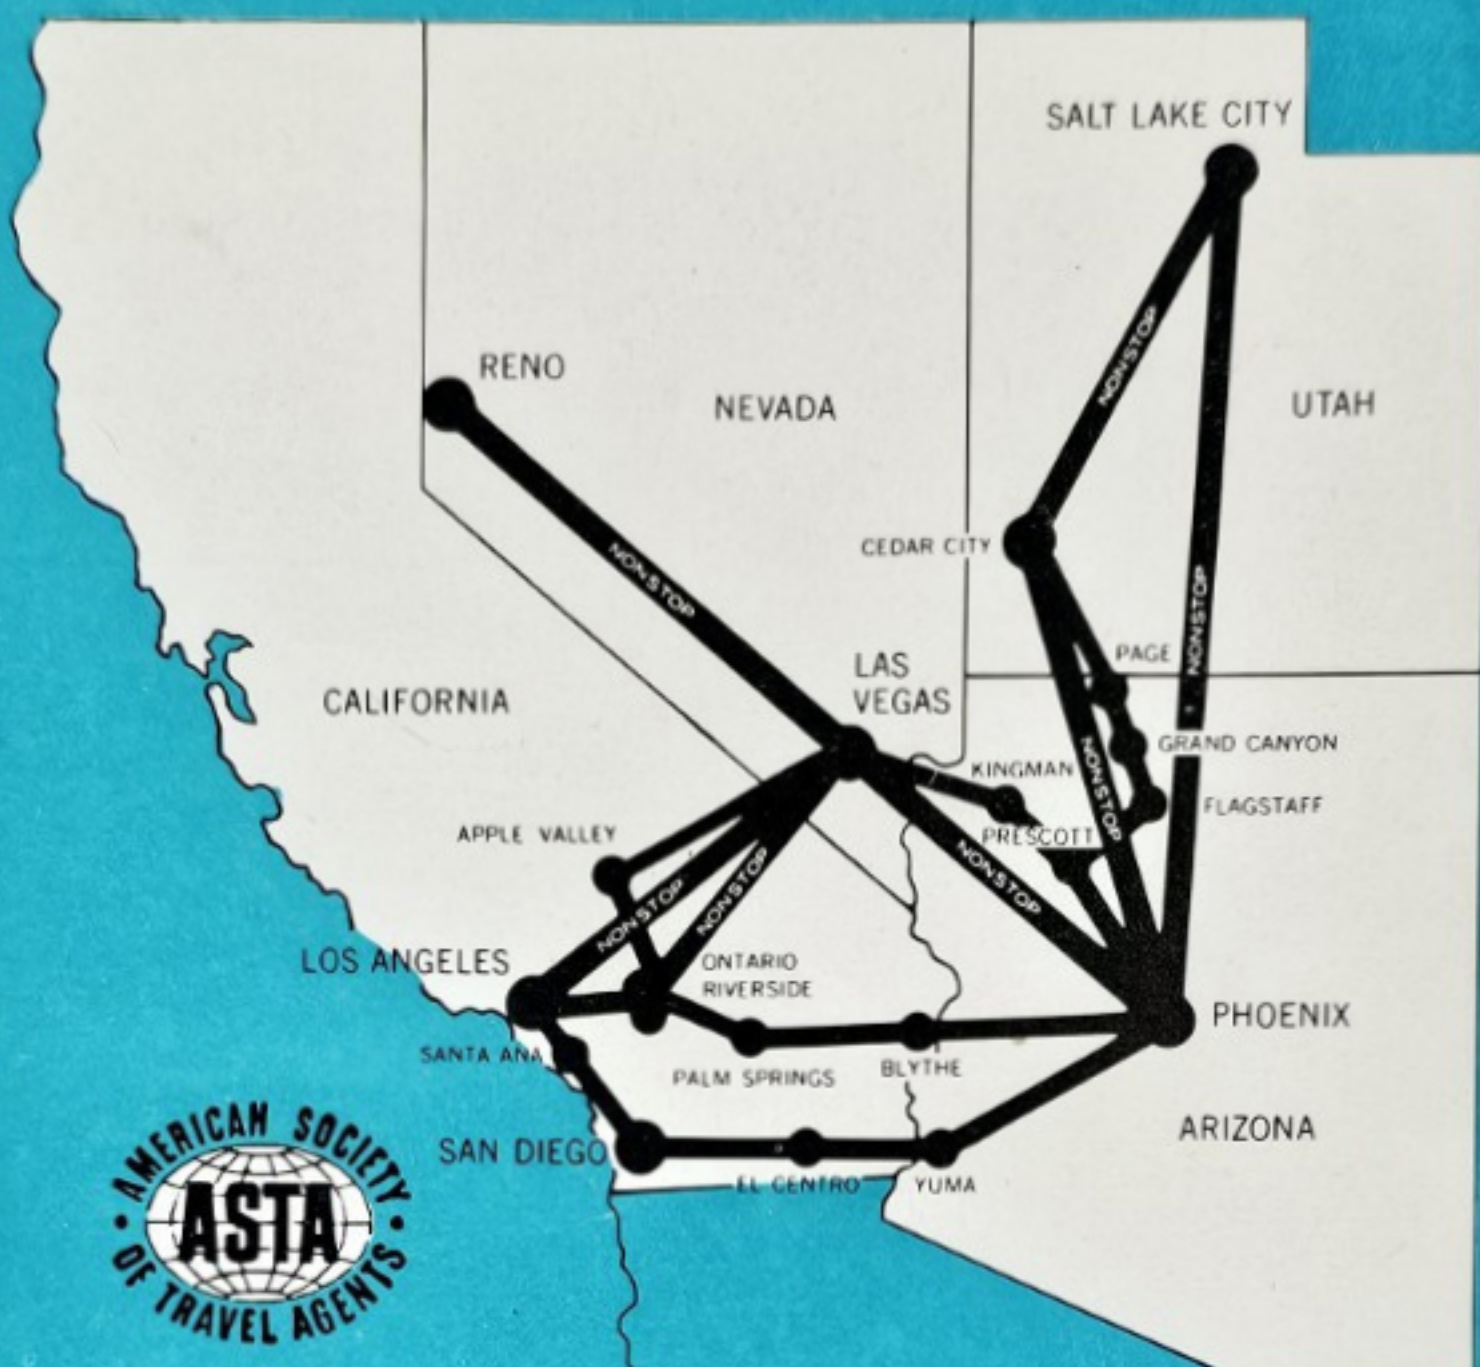 SALT LAKE CITY
NONSTOP
RENO
NEVADA
UTAH
NONSTOP
CEDAR CITY
NONSTOP
PAGE
LAS
VEGAS
CALIFORNIA
GRAND CANYON
KINGMAN
NONSTOP
FLAGSTAFF
APPLE VALLEY
PRESCOTT
NONSTOP
NONSTOP
NONSTOP
LOS ANGELES
ONTARIO
RIVERSIDE
PHOENIX
SANTA ANA
PALM SPRINGS
BLYTHE
ARIZONA
SAN DIEGO
EL CENTRO
YUMA
AMERICAN SOCIETY
ASTA
OF TRAVEL AGENTS